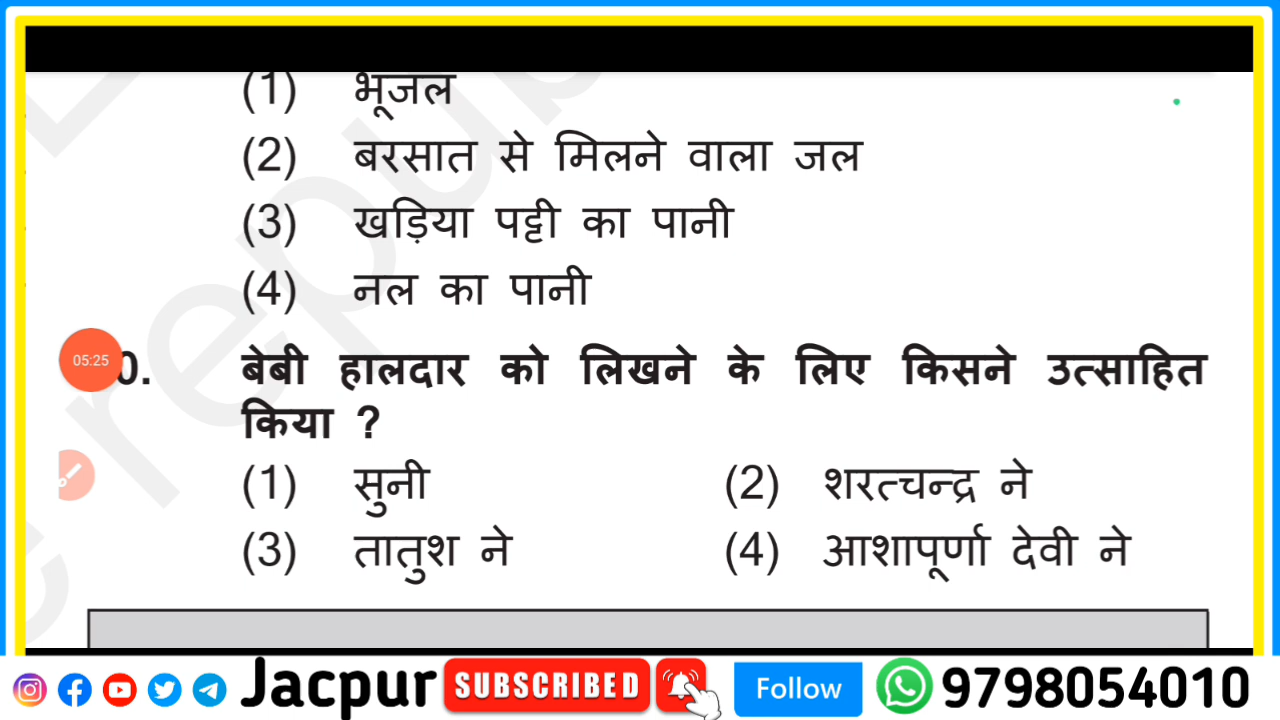 (1) भूजल
(2) बरसात से मिलने वाला जल
(3) खड़िया पट्टी का पानी
(4) नल का पानी
05:25
0. बेबी हालदार को लिखने के लिए किसने उत्साहित
किया ?
(1) सुनी (2) शरत्चन्द्र ने
(3) तातुश ने (4) आशापूर्णा देवी ने
Jacpur SUBSCRIBED Follow 9798054010